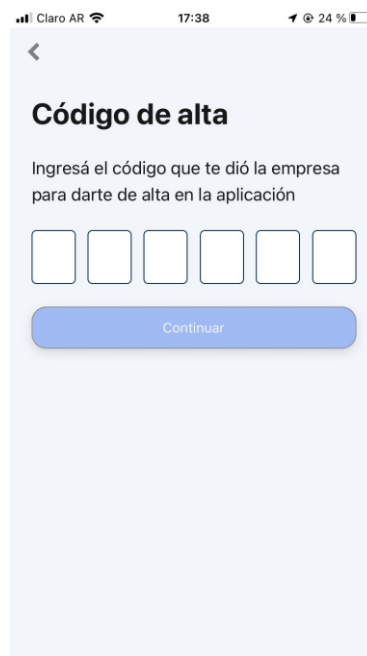 Claro AR 17:38 24 %
Código de alta
Ingresá el código que te dió la empresa
para darte de alta en la aplicación
Continuar